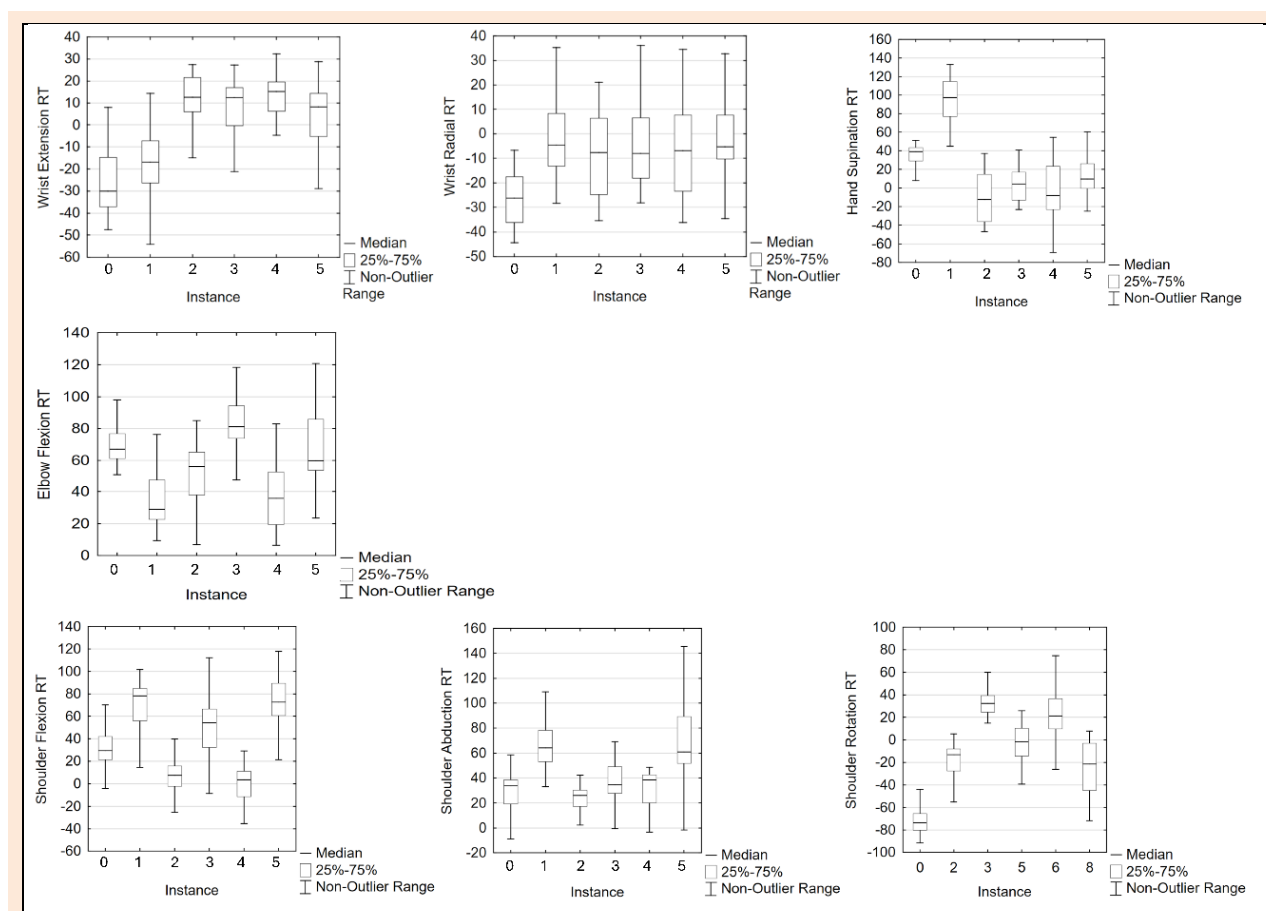 40
30
20
10
0
-10
-20
-30
-40
-50
-60
Wrist Extension RT
0 1 2 3 4 5
Instance
Median
25%-75%
Non-Outlier
Range
40
30
20
10
0
-10
-20
-30
-40
-50
Wrist Radial RT
0 1 2 3 4 5
Instance
Median
25%-75%
Non-Outlier
Range
160
140
120
100
80
60
40
20
0
-20
-40
-60
-80
Hand Supination RT
0 1 2 3 4 5
Instance
Median
25%-75%
Non-Outlier Range
140
120
100
80
60
40
20
0
Elbow Flexion RT
0 1 2 3 4 5
Instance
Median
25%-75%
Non-Outlier Range
140
120
100
80
60
40
20
0
-20
-40
-60
Shoulder Flexion RT
0 1 2 3 4 5
Instance
Median
25%-75%
Non-Outlier Range
160
140
120
100
80
60
40
20
0
-20
Shoulder Abduction RT
0 1 2 3 4 5
Instance
Median
25%-75%
Non-Outlier Range
100
80
60
40
20
0
-20
-40
-60
-80
-100
Shoulder Rotation RT
0 2 3 5 6 8
Instance
Median
25%-75%
Non-Outlier Range